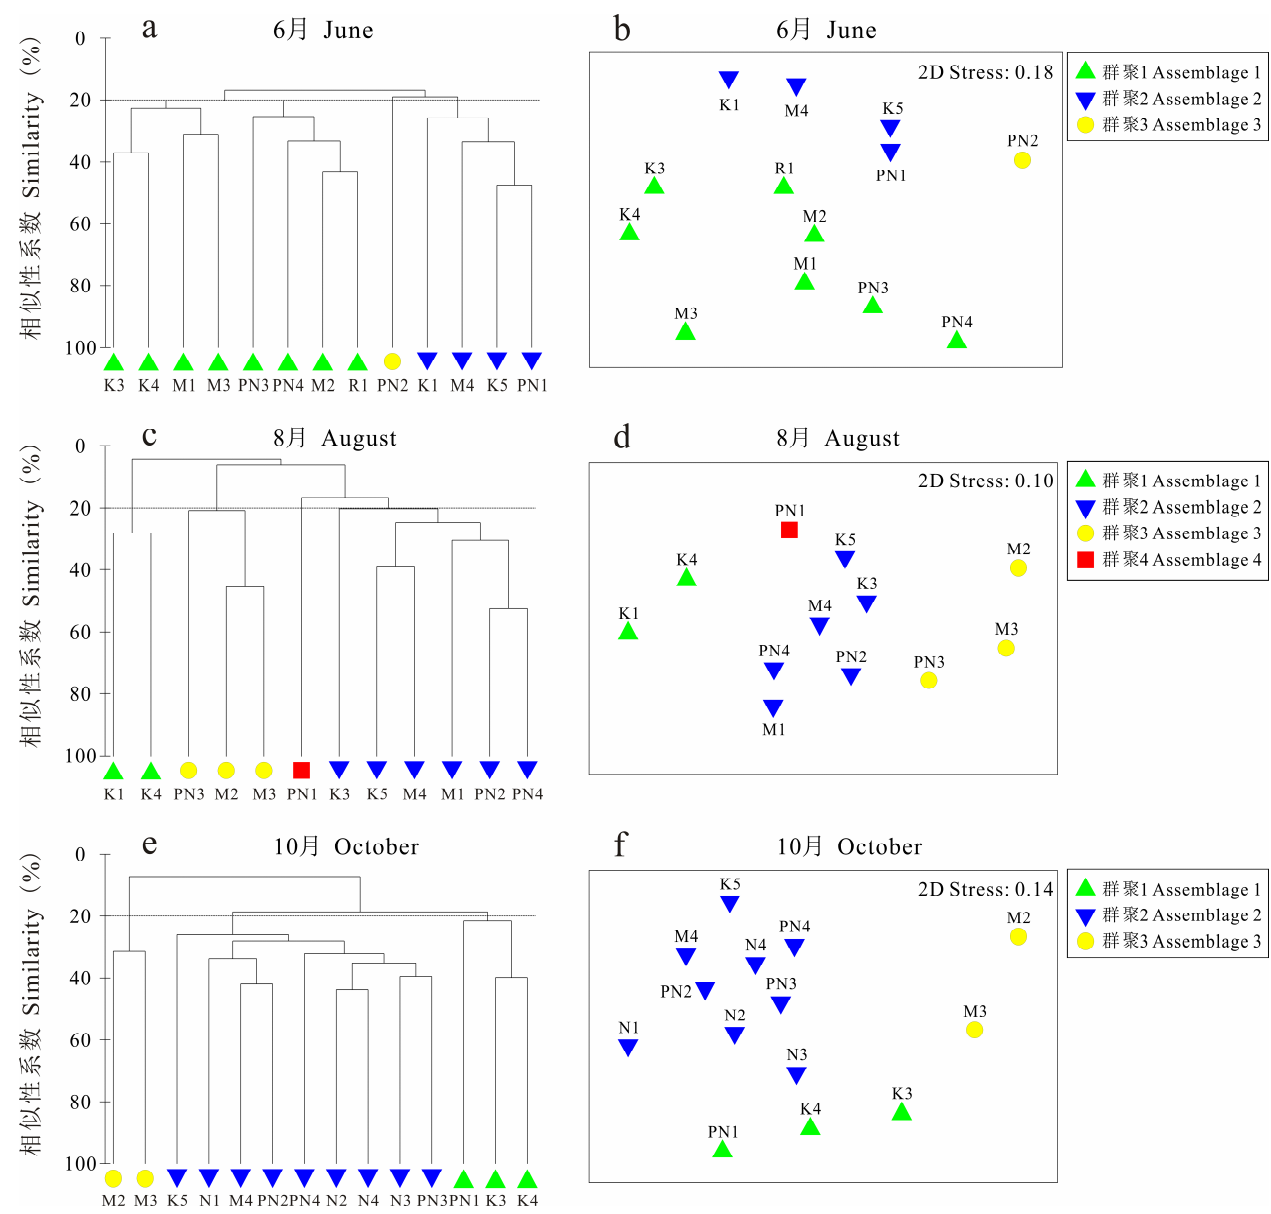 a
6月 June
相似性系数 Similarity (%)
0
20
40
60
80
100
K3 K4 M1 M3 PN3 PN4 M2 R1 PN2 K1 M4 K5 PN1
b
6月 June
2D Stress: 0.18
K1
M4
K5
PN1
PN2
K3
R1
K4
M2
M1
PN3
M3
PN4
群聚1 Assemblage 1
群聚2 Assemblage 2
群聚3 Assemblage 3
c
8月 August
相似性系数 Similarity (%)
0
20
40
60
80
100
K1 K4 PN3 M2 M3 PN1 K3 K5 M4 M1 PN2 PN4
d
8月 August
2D Stress: 0.10
PN1
K5
M2
K4
K3
K1
M4
M3
PN4
PN2
PN3
M1
群聚1 Assemblage 1
群聚2 Assemblage 2
群聚3 Assemblage 3
群聚4 Assemblage 4
e
10月 October
相似性系数 Similarity (%)
0
20
40
60
80
100
M2 M3 K5 N1 M4 PN2 PN4 N2 N4 N3 PN3 PN1 K3 K4
f
10月 October
2D Stress: 0.14
K5
M2
PN4
M4
N4
PN3
PN2
M3
N2
N1
N3
K3
K4
PN1
群聚1 Assemblage 1
群聚2 Assemblage 2
群聚3 Assemblage 3